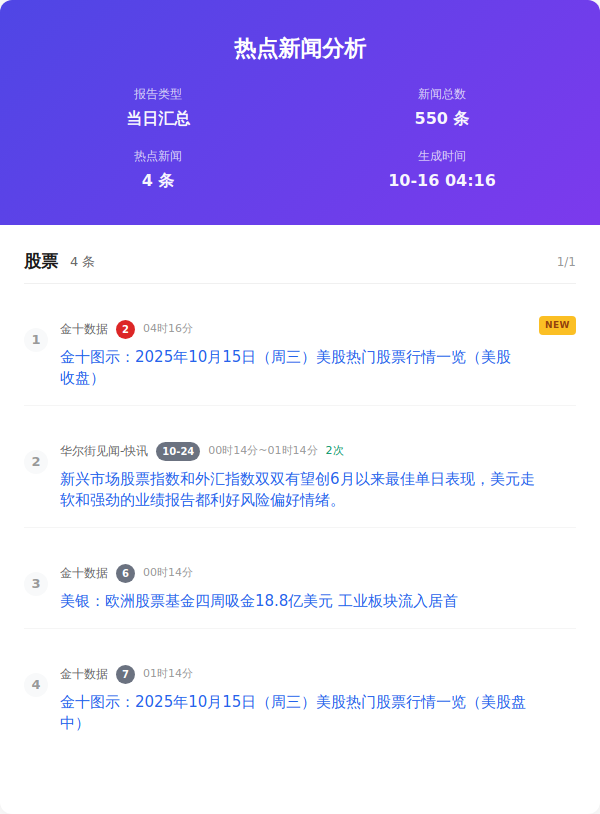 热点新闻分析
报告类型
新闻总数
当日汇总
550 条
热点新闻
生成时间
4 条
10-16 04:16
股票 4 条 1/1
1 金十数据 2 04时16分 NEW
金十图示：2025年10月15日（周三）美股热门股票行情一览（美股
收盘）
2 华尔街见闻-快讯 10-24 00时14分~01时14分 2次
新兴市场股票指数和外汇指数双双有望创6月以来最佳单日表现，美元走
软和强劲的业绩报告都利好风险偏好情绪。
3 金十数据 6 00时14分
美银：欧洲股票基金四周吸金18.8亿美元 工业板块流入居首
4 金十数据 7 01时14分
金十图示：2025年10月15日（周三）美股热门股票行情一览（美股盘
中）